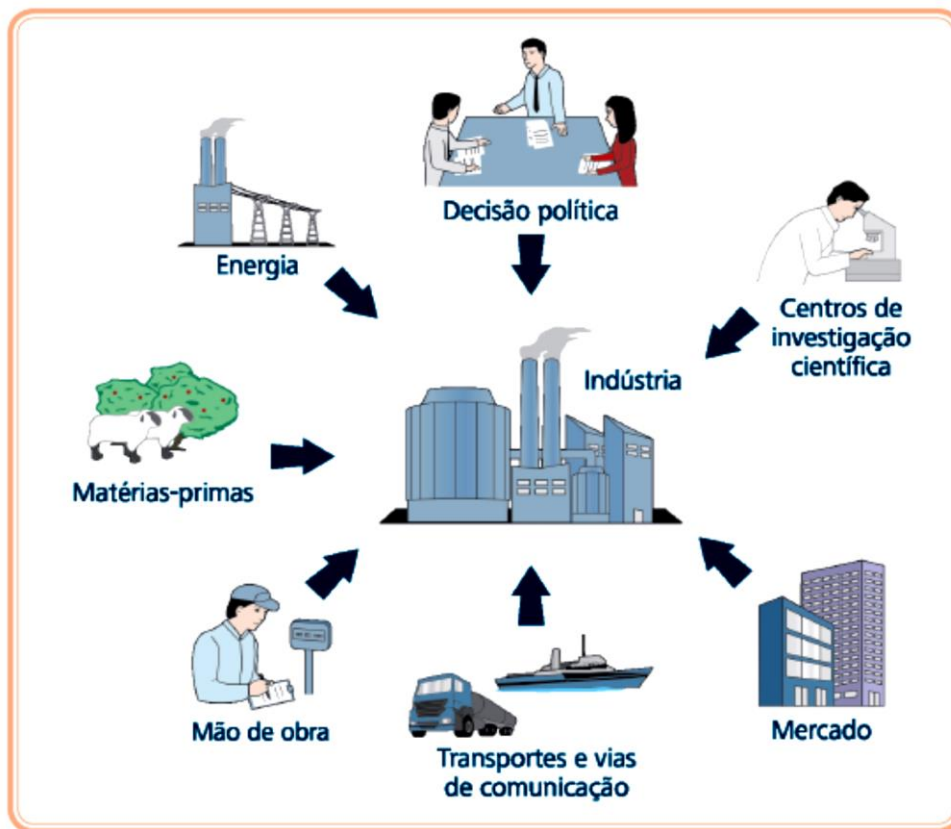 Decisão política
Energia
Centros de
investigação
científica
Indústria
Matérias-primas
Mão de obra
Transportes e vias
de comunicação
Mercado